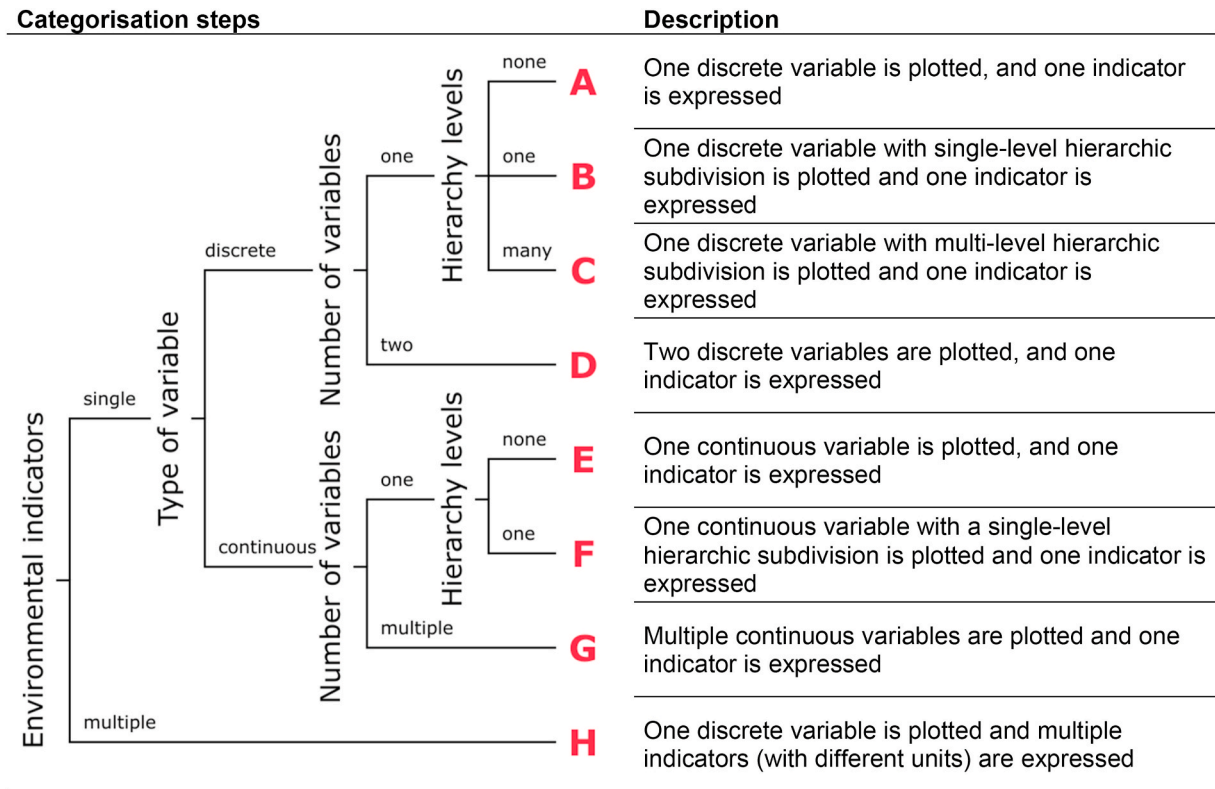 Categorisation steps
Description
Environmental indicators
single
multiple
Type of variable
discrete
continuous
Number of variables
one
two
Number of variables
one
multiple
Hierarchy levels
none
one
many
Hierarchy levels
none
one
A
One discrete variable is plotted, and one indicator
is expressed
B
One discrete variable with single-level hierarchic
subdivision is plotted and one indicator is
expressed
C
One discrete variable with multi-level hierarchic
subdivision is plotted and one indicator is
expressed
D
Two discrete variables are plotted, and one
indicator is expressed
E
One continuous variable is plotted, and one
indicator is expressed
F
One continuous variable with a single-level
hierarchic subdivision is plotted and one indicator is
expressed
G
Multiple continuous variables are plotted and one
indicator is expressed
H
One discrete variable is plotted and multiple
indicators (with different units) are expressed